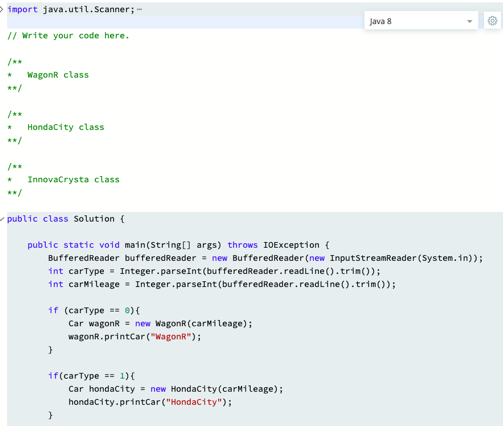 import java.util.Scanner;
Java 8
// Write your code here.
/**
*   WagonR class
**/
/**
*   HondaCity class
**/
/**
*   InnovaCrysta class
**/
public class Solution {
    public static void main(String[] args) throws IOException {
        BufferedReader bufferedReader = new BufferedReader(new InputStreamReader(System.in));
        int carType = Integer.parseInt(bufferedReader.readLine().trim());
        int carMileage = Integer.parseInt(bufferedReader.readLine().trim());
        if (carType == 0){
            Car wagonR = new WagonR(carMileage);
            wagonR.printCar("WagonR");
        }
        if(carType == 1){
            Car hondaCity = new HondaCity(carMileage);
            hondaCity.printCar("HondaCity");
        }